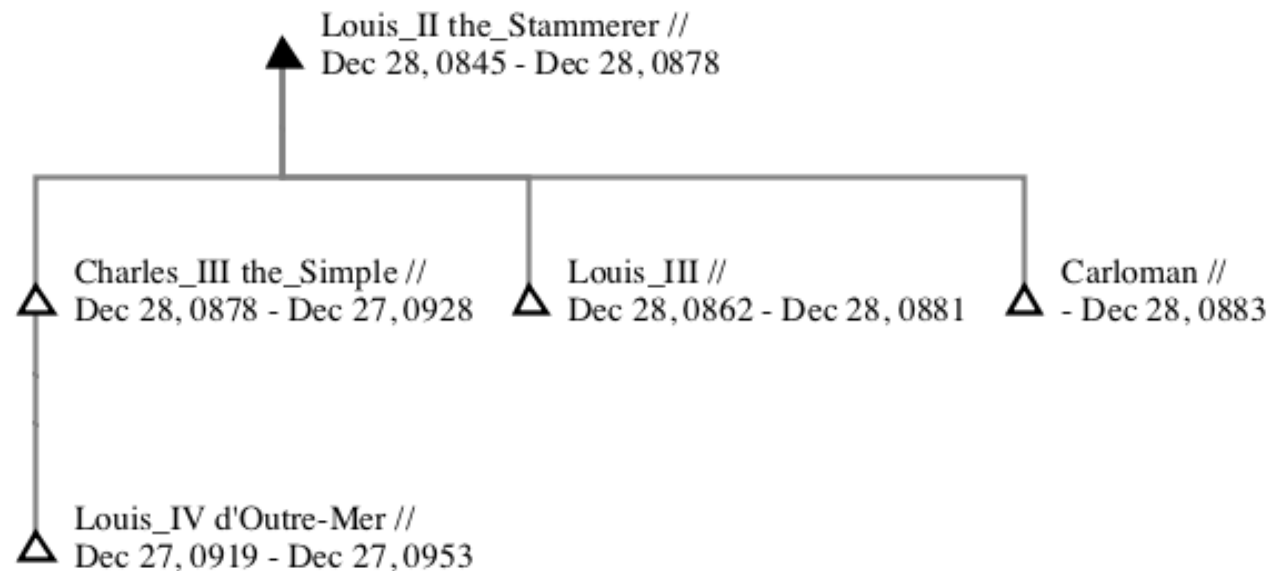 Louis_II the_Stammerer //
Dec 28, 0845 - Dec 28, 0878
Charles_III the_Simple //
Dec 28, 0878 - Dec 27, 0928
Louis_III //
Dec 28, 0862 - Dec 28, 0881
Carloman //
- Dec 28, 0883
Louis_IV d'Outre-Mer //
Dec 27, 0919 - Dec 27, 0953